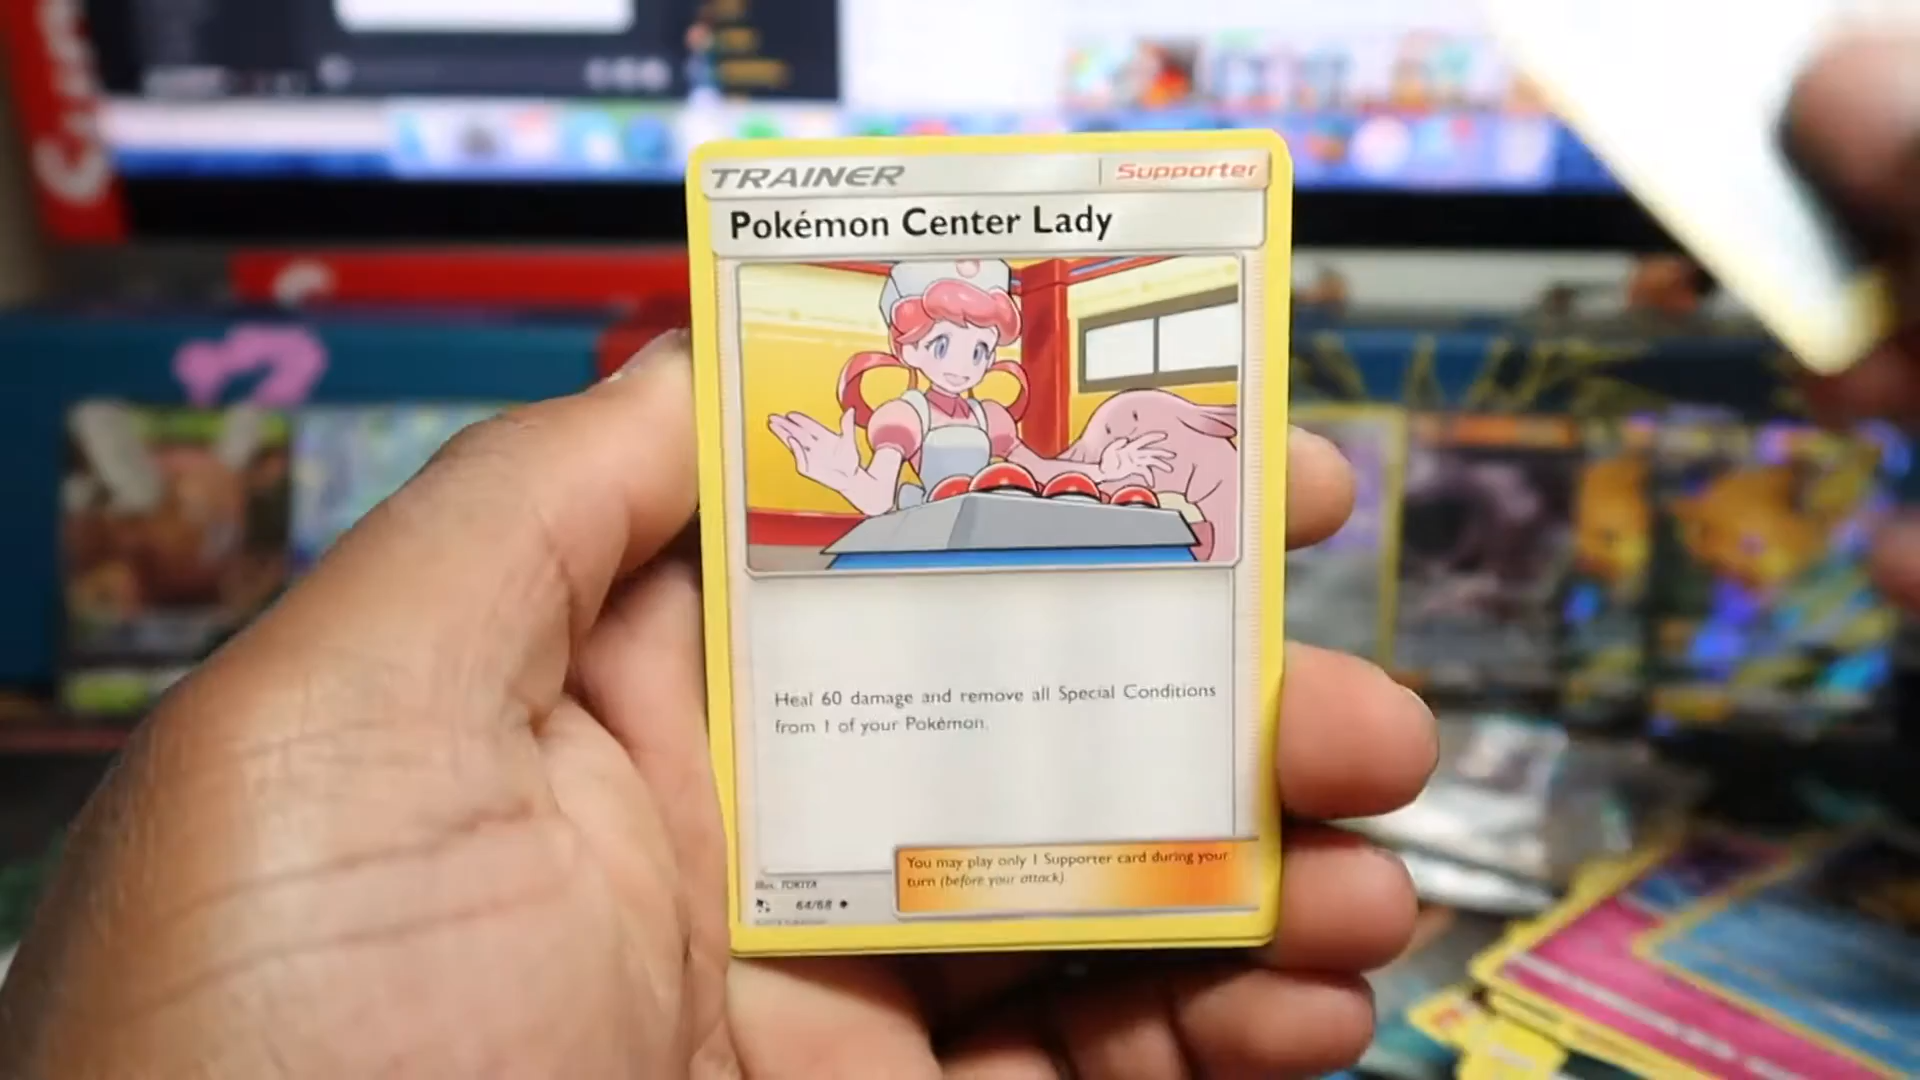 TRAINER
Supporter
Pokémon Center Lady
Heal 60 damage and remove all Special Conditions
from 1 of your Pokémon.
You may play only 1 Supporter card during your
turn (before your attack)
Illus. TOKIYA
64/68